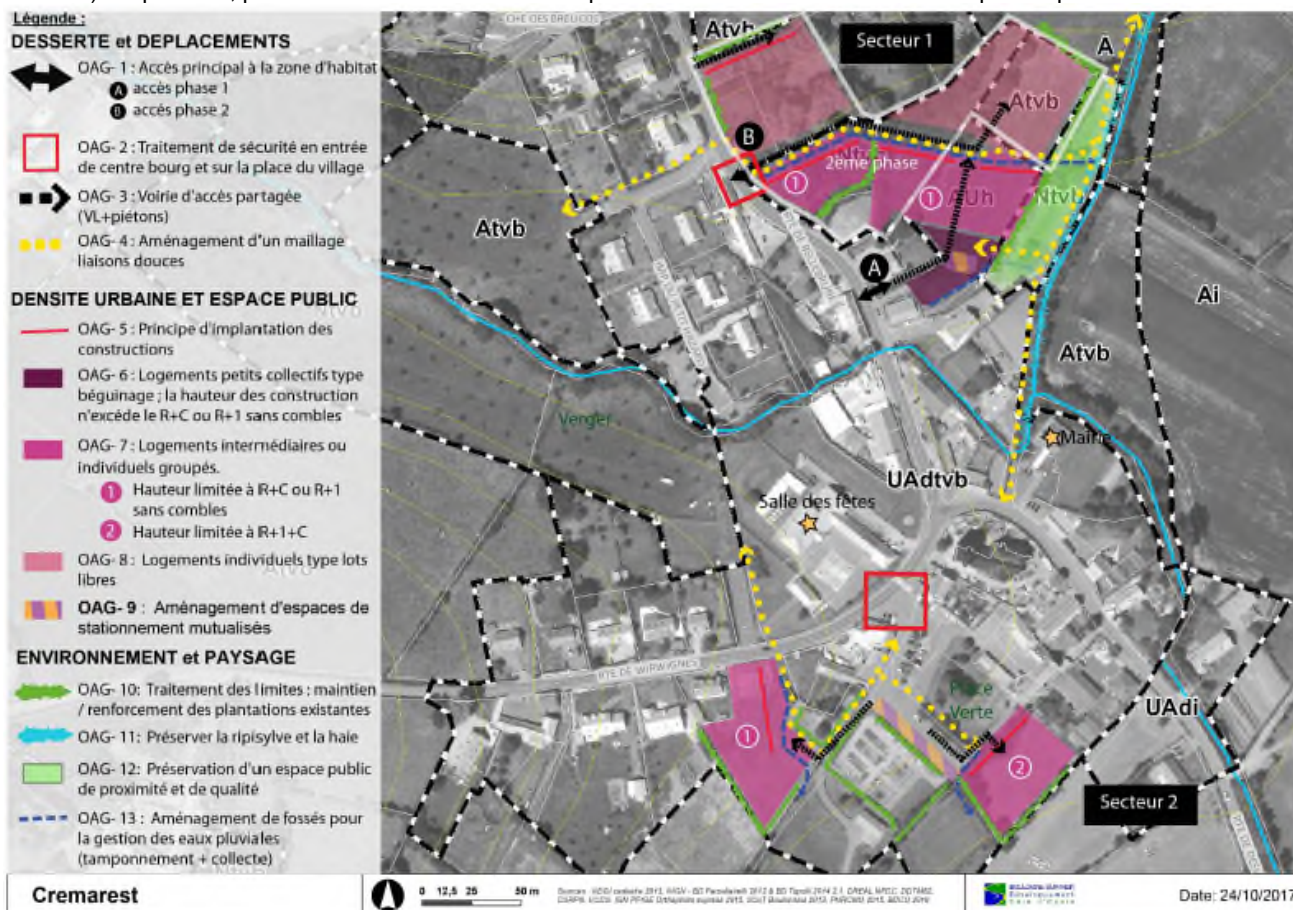 Légende :
DESSERTE et DEPLACEMENTS
OAG- 1 : Accès principal à la zone d'habitat
A accès phase 1
B accès phase 2
OAG- 2 : Traitement de sécurité en entrée
de centre bourg et sur la place du village
OAG- 3 : Voirie d'accès partagée
(VL+piétons)
OAG- 4 : Aménagement d'un maillage
liaisons douces
DENSITE URBAINE ET ESPACE PUBLIC
OAG- 5 : Principe d'implantation des
constructions
OAG- 6 : Logements petits collectifs type
béguinage ; la hauteur des construction
n'excéde le R+C ou R+1 sans combles
OAG- 7 : Logements intermédiaires ou
individuels groupés.
1 Hauteur limitée à R+C ou R+1
sans combles
2 Hauteur limitée à R+1+C
OAG- 8 : Logements individuels type lots
libres
OAG- 9 : Aménagement d'espaces de
stationnement mutualisés
ENVIRONNEMENT et PAYSAGE
OAG- 10: Traitement des limites : maintien
/ renforcement des plantations existantes
OAG- 11: Préserver la ripisylve et la haie
OAG- 12: Préservation d'un espace public
de proximité et de qualité
OAG- 13 : Aménagement de fossés pour
la gestion des eaux pluviales
(tamponnement + collecte)
CHE DES BREUCQS
Atvb
Secteur 1
A
Atvb
B
2ème phase
1
1
AUh
Ntvb
Atvb
A
Ai
Atvb
Verger
Mairie
UAdtvb
Salle des fêtes
RTE DE WIRWIGNES
Place
Verte
UAdi
1
2
Secteur 2
Cremarest
0 12,5 25 50 m
Date: 24/10/2017